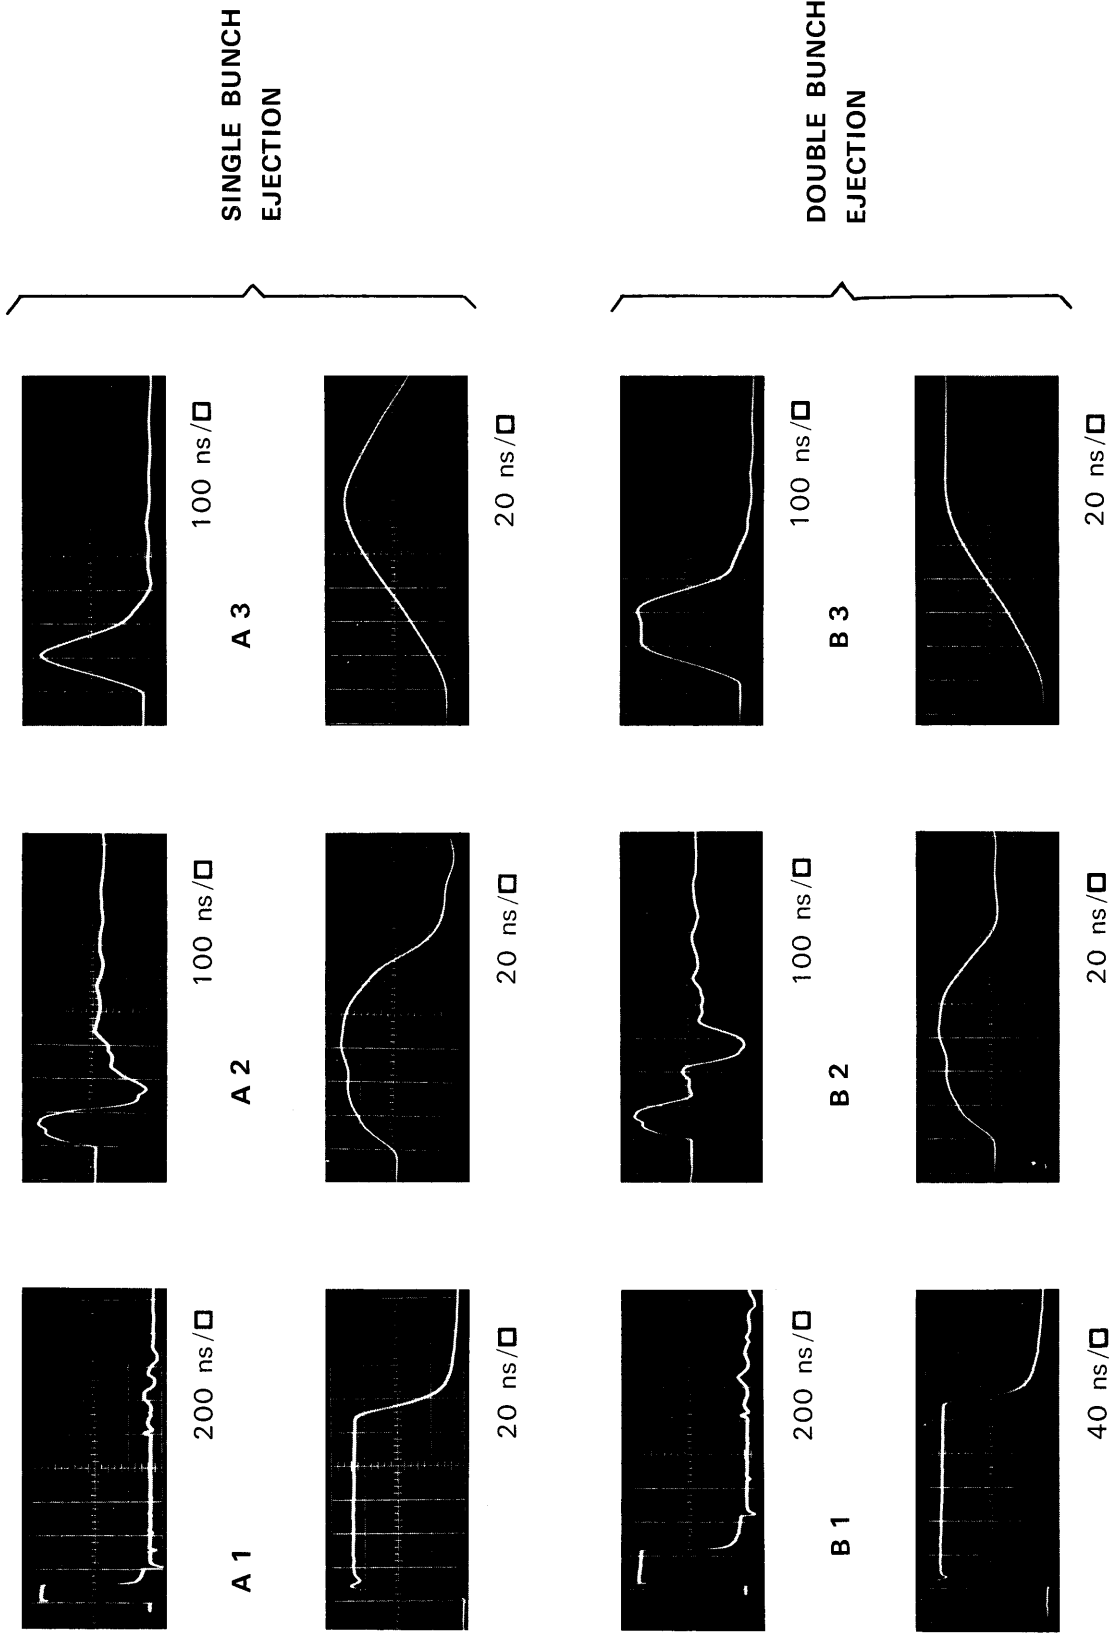 200 ns/□
100 ns/□
100 ns/□
SINGLE BUNCH
EJECTION
A 1
A 2
A 3
20 ns/□
20 ns/□
20 ns/□
200 ns/□
100 ns/□
100 ns/□
DOUBLE BUNCH
EJECTION
B 1
B 2
B 3
40 ns/□
20 ns/□
20 ns/□